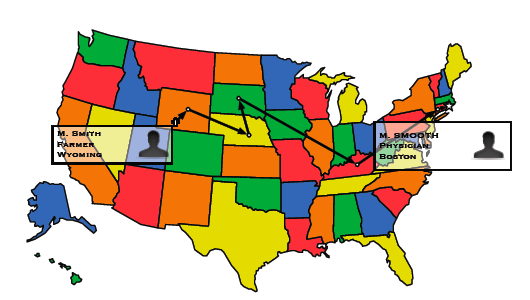 M. Smith
Farmer
Wyoming
M. Smooth
Physician
Boston